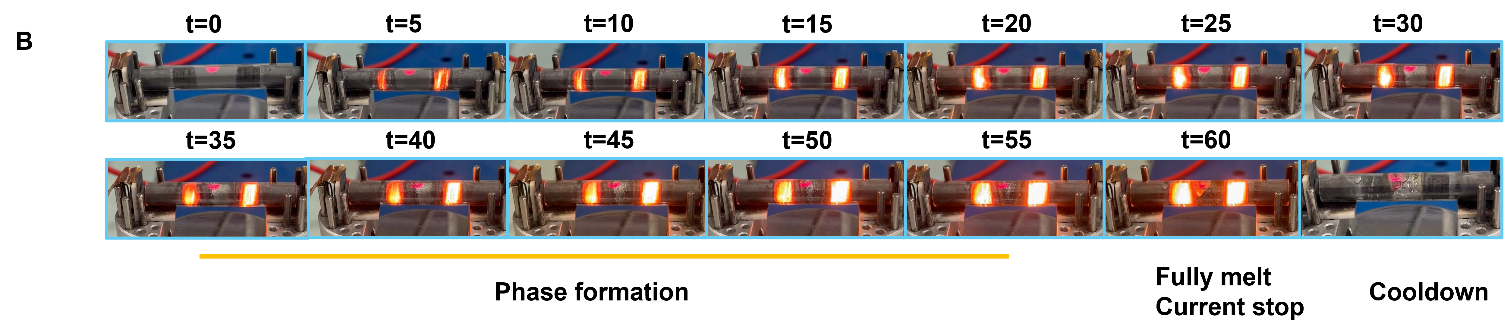 B
t=0 t=5 t=10 t=15 t=20 t=25 t=30
t=35 t=40 t=45 t=50 t=55 t=60
Phase formation
Fully melt
Current stop
Cooldown